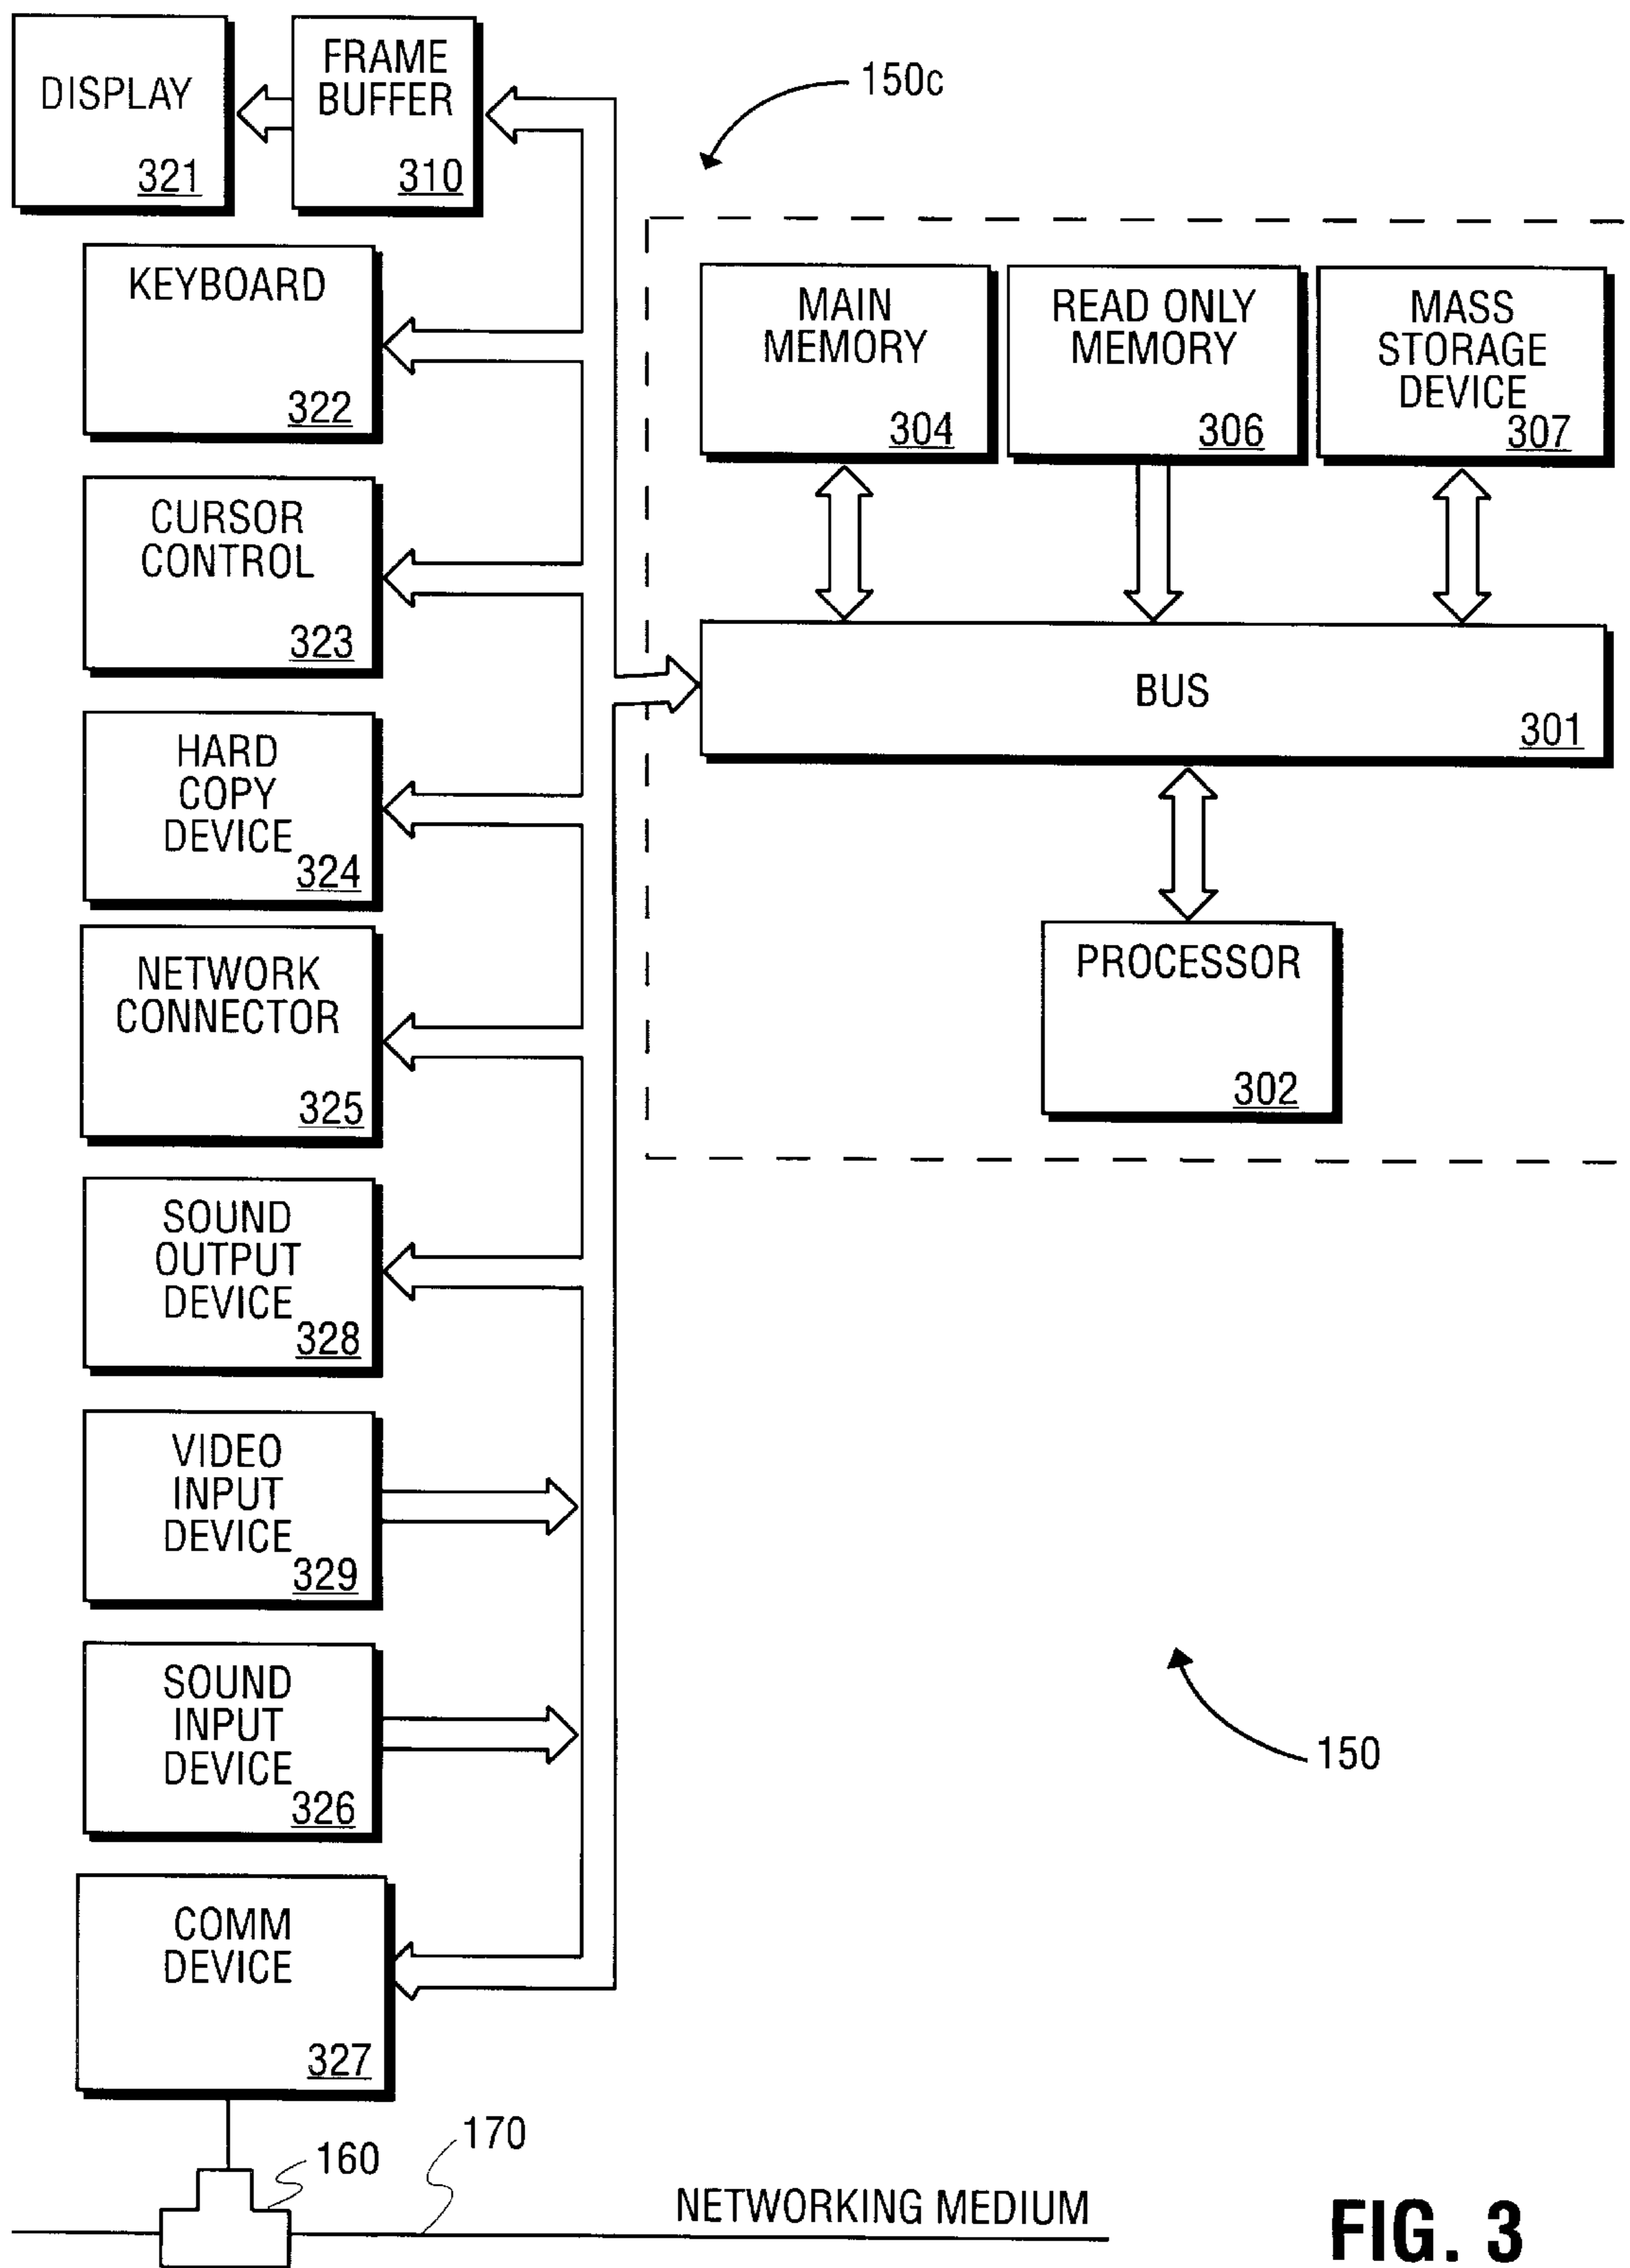 DISPLAY
321
FRAME
BUFFER
310
150c
KEYBOARD
322
MAIN
MEMORY
304
READ ONLY
MEMORY
306
MASS
STORAGE
DEVICE
307
CURSOR
CONTROL
323
BUS
301
HARD
COPY
DEVICE
324
PROCESSOR
302
NETWORK
CONNECTOR
325
SOUND
OUTPUT
DEVICE
328
VIDEO
INPUT
DEVICE
329
SOUND
INPUT
DEVICE
326
150
COMM
DEVICE
327
160
170
NETWORKING MEDIUM
FIG. 3